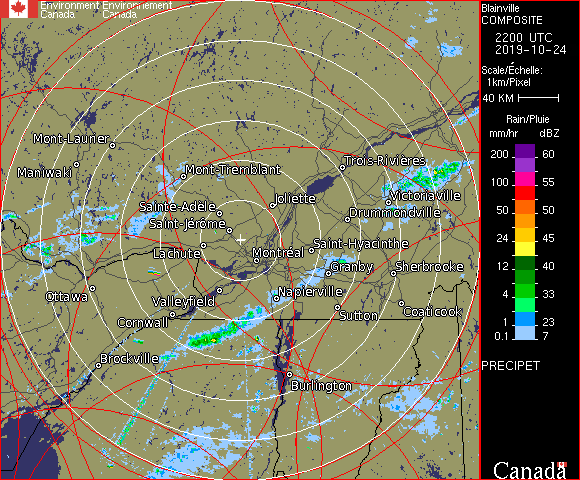 Environment Environnement
Canada Canada
Blainville
COMPOSITE
2200 UTC
2019-10-24
Scale/Échelle:
1km/Pixel
40 KM
Rain/Pluie
mm/hr dBZ
200 60
100 55
50 50
24 45
12 40
4 33
2 30
1 23
0.1 7
PRECIPET
Canada
Mont-Laurier
Maniwaki
Mont-Tremblant
Trois-Rivières
Victoriaville
Joliette
Sainte-Adèle
Drummondville
Saint-Jérôme
Saint-Hyacinthe
Lachute
Montréal
Granby
Sherbrooke
Ottawa
Valleyfield
Napierville
Coaticook
Cornwall
Sutton
Brockville
Burlington